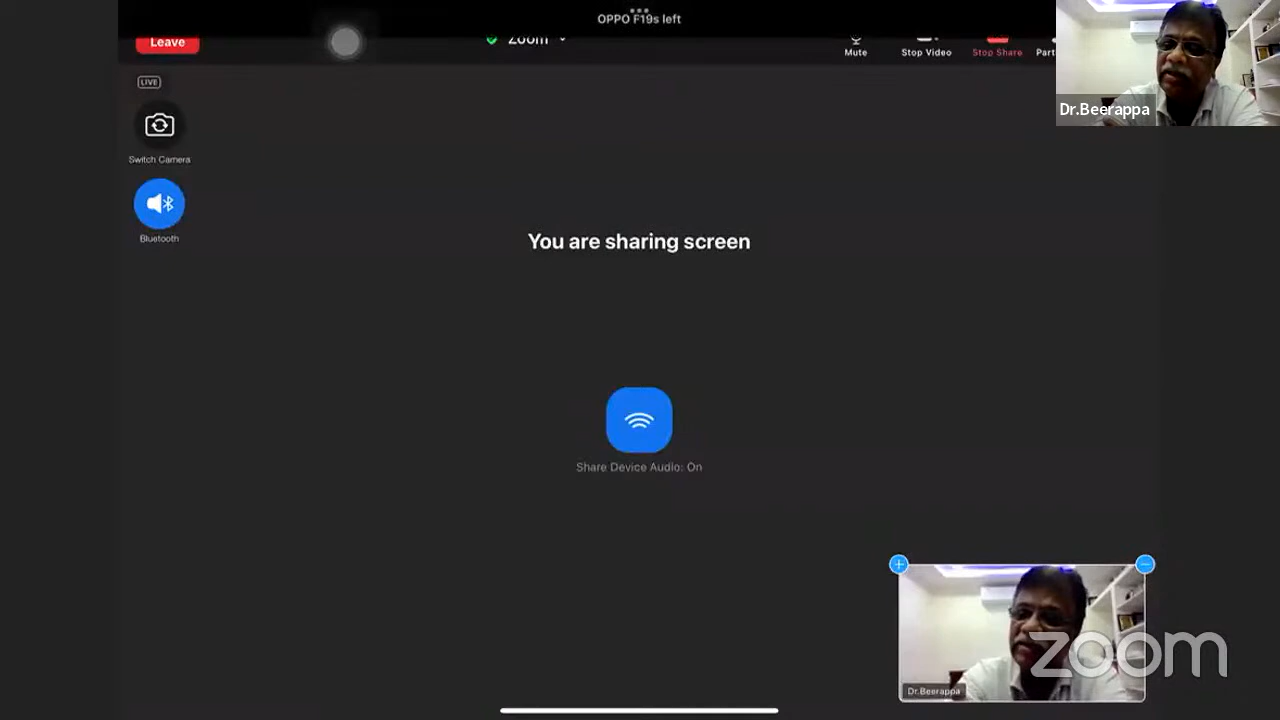 OPPO F19s left
Leave
Zoom
Mute
Stop Video
Stop Share
Part
LIVE
Switch Camera
Bluetooth
Dr.Beerappa
You are sharing screen
Share Device Audio: On
Dr.Beerappa
zoom